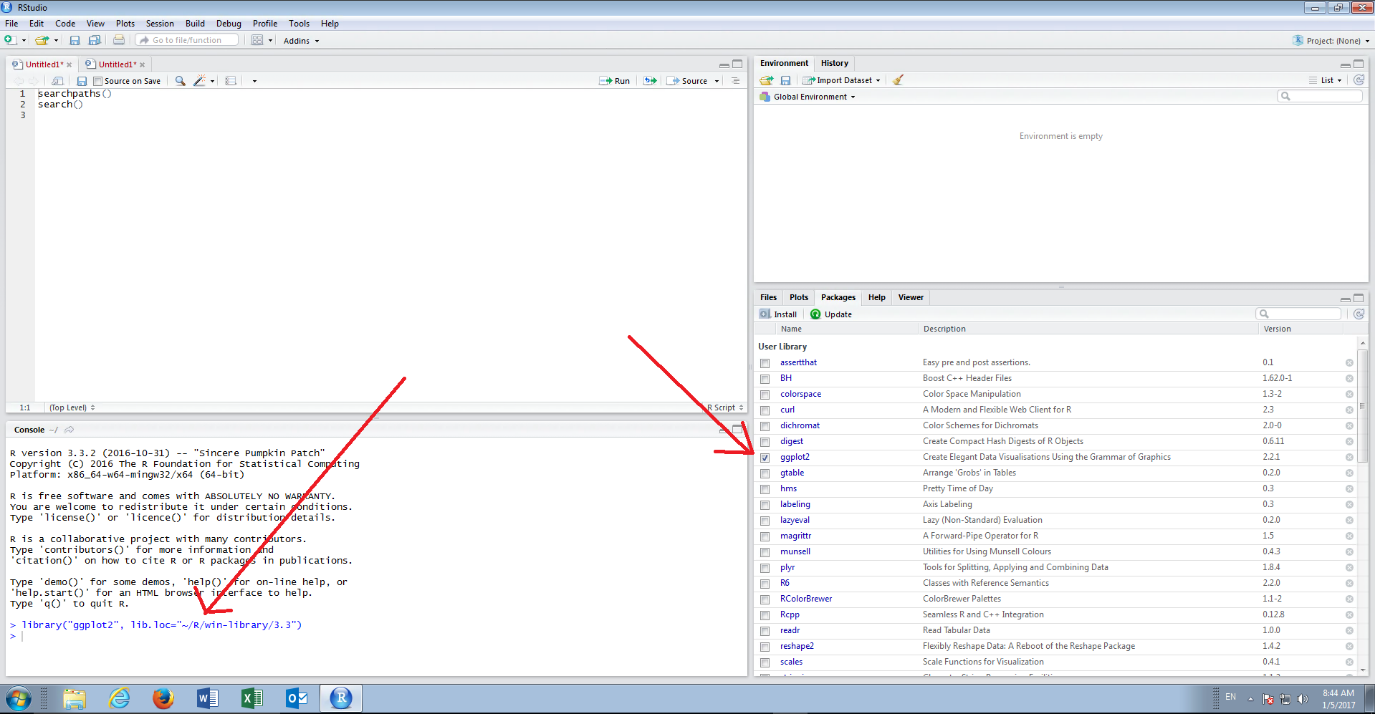 RStudio
File Edit Code View Plots Session Build Debug Profile Tools Help
Go to file/function Addins Project: (None)
Untitled1* Untitled1*
Source on Save Run Source
1 searchpaths()
2 search()
3
1:1 (Top Level) R Script
Console ~/
R version 3.3.2 (2016-10-31) -- "Sincere Pumpkin Patch"
Copyright (C) 2016 The R Foundation for Statistical Computing
Platform: x86_64-w64-mingw32/x64 (64-bit)
R is free software and comes with ABSOLUTELY NO WARRANTY.
You are welcome to redistribute it under certain conditions.
Type 'license()' or 'licence()' for distribution details.
R is a collaborative project with many contributors.
Type 'contributors()' for more information and
'citation()' on how to cite R or R packages in publications.
Type 'demo()' for some demos, 'help()' for on-line help, or
'help.start()' for an HTML browser interface to help.
Type 'q()' to quit R.
> library("ggplot2", lib.loc="~/R/win-library/3.3")
>
Environment History
Import Dataset List
Global Environment
Environment is empty
Files Plots Packages Help Viewer
Install Update
Name Description Version
User Library
assertthat Easy pre and post assertions. 0.1
BH Boost C++ Header Files 1.62.0-1
colorspace Color Space Manipulation 1.3-2
curl A Modern and Flexible Web Client for R 2.3
dichromat Color Schemes for Dichromats 2.0-0
digest Create Compact Hash Digests of R Objects 0.6.11
ggplot2 Create Elegant Data Visualisations Using the Grammar of Graphics 2.2.1
gtable Arrange 'Grobs' in Tables 0.2.0
hms Pretty Time of Day 0.3
labeling Axis Labeling 0.3
lazyeval Lazy (Non-Standard) Evaluation 0.2.0
magrittr A Forward-Pipe Operator for R 1.5
munsell Utilities for Using Munsell Colours 0.4.3
plyr Tools for Splitting, Applying and Combining Data 1.8.4
R6 Classes with Reference Semantics 2.2.0
RColorBrewer ColorBrewer Palettes 1.1-2
Rcpp Seamless R and C++ Integration 0.12.8
readr Read Tabular Data 1.0.0
reshape2 Flexibly Reshape Data: A Reboot of the Reshape Package 1.4.2
scales Scale Functions for Visualization 0.4.1
EN 8:44 AM
1/5/2017